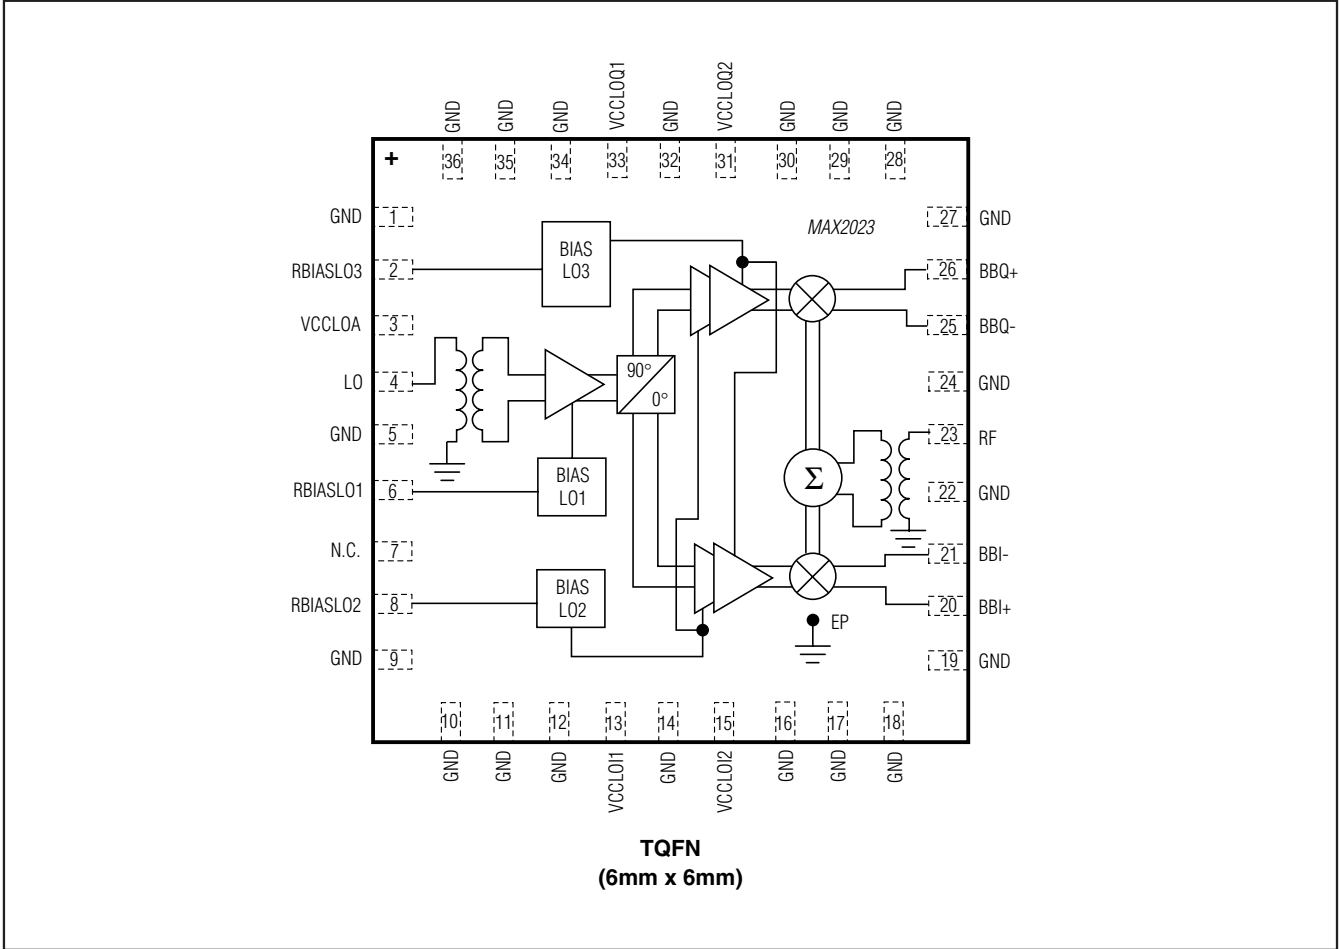 GND
GND
GND
VCCLOQ1
GND
VCCLOQ2
GND
GND
GND
+
36
35
34
33
32
31
30
29
28
GND
1
RBIASLO3
2
VCCLOA
3
LO
4
GND
5
RBIASLO1
6
N.C.
7
RBIASLO2
8
GND
9
BIAS
LO3
MAX2023
90°
0°
BIAS
LO1
Σ
BIAS
LO2
EP
27
GND
26
BBQ+
25
BBQ-
24
GND
23
RF
22
GND
21
BBI-
20
BBI+
19
GND
10
11
12
13
14
15
16
17
18
GND
GND
GND
VCCLOI1
GND
VCCLOI2
GND
GND
GND
TQFN
(6mm x 6mm)